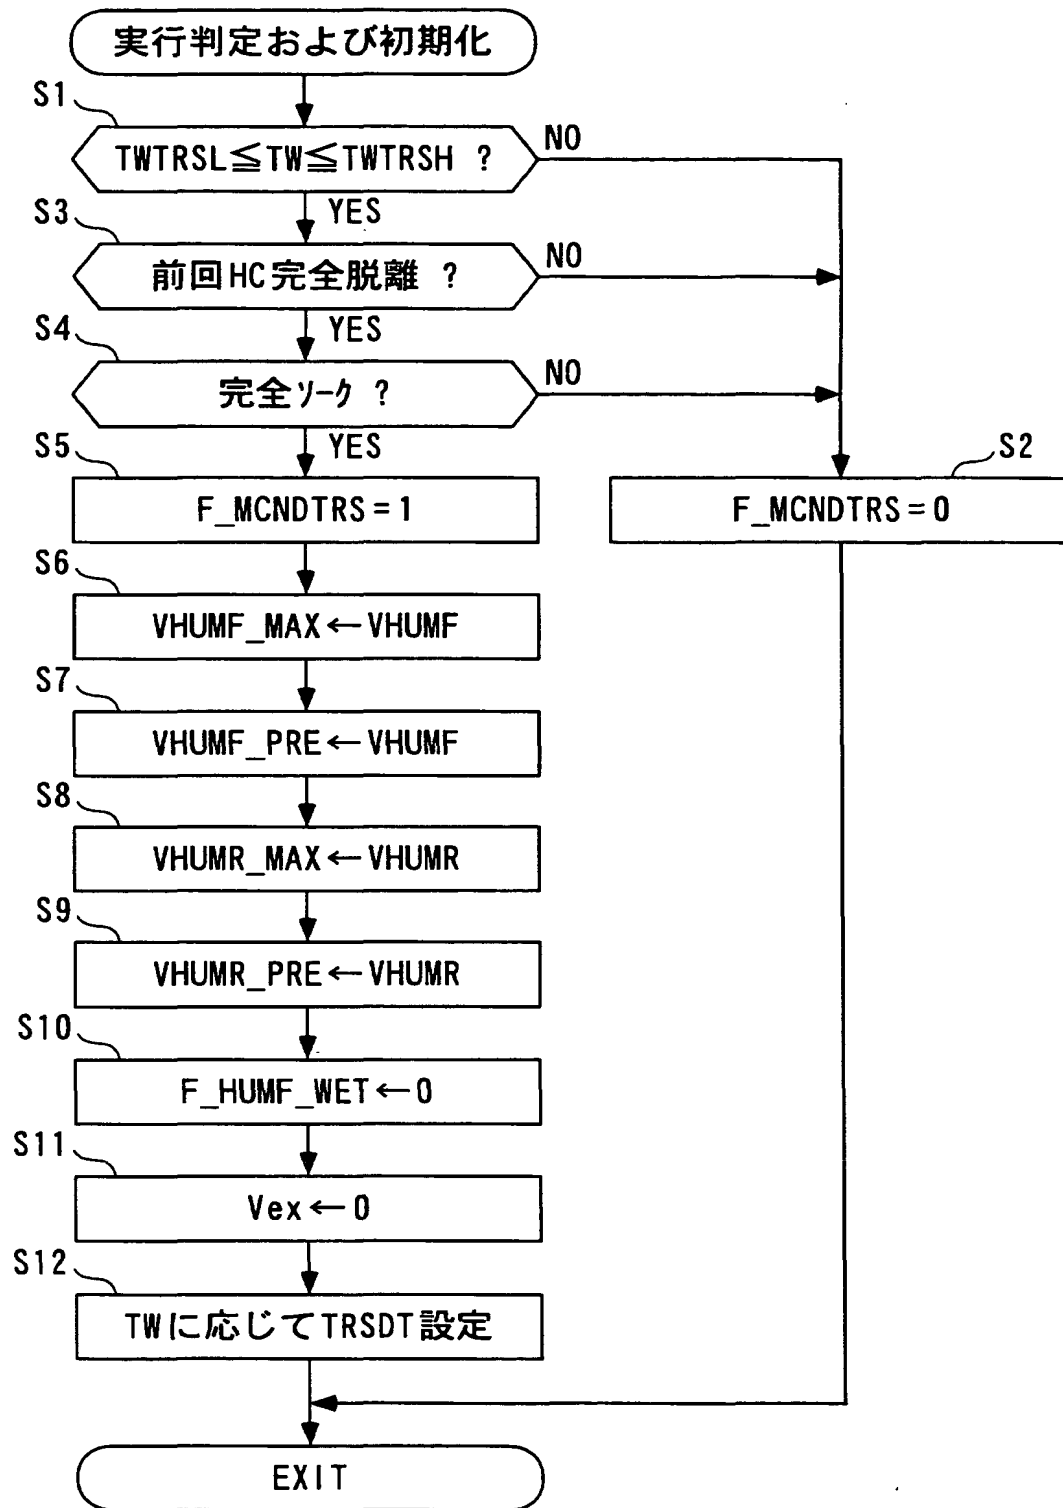 実行判定および初期化
S1
TWTRSL≦TW≦TWTRSH ?
NO
YES
S3
前回HC完全脱離 ?
NO
YES
S4
完全ソーク ?
NO
YES
S5
F_MCNDTRS=1
S2
F_MCNDTRS=0
S6
VHUMF_MAX←VHUMF
S7
VHUMF_PRE←VHUMF
S8
VHUMR_MAX←VHUMR
S9
VHUMR_PRE←VHUMR
S10
F_HUMF_WET←0
S11
Vex←0
S12
TWに応じてTRSDT設定
EXIT